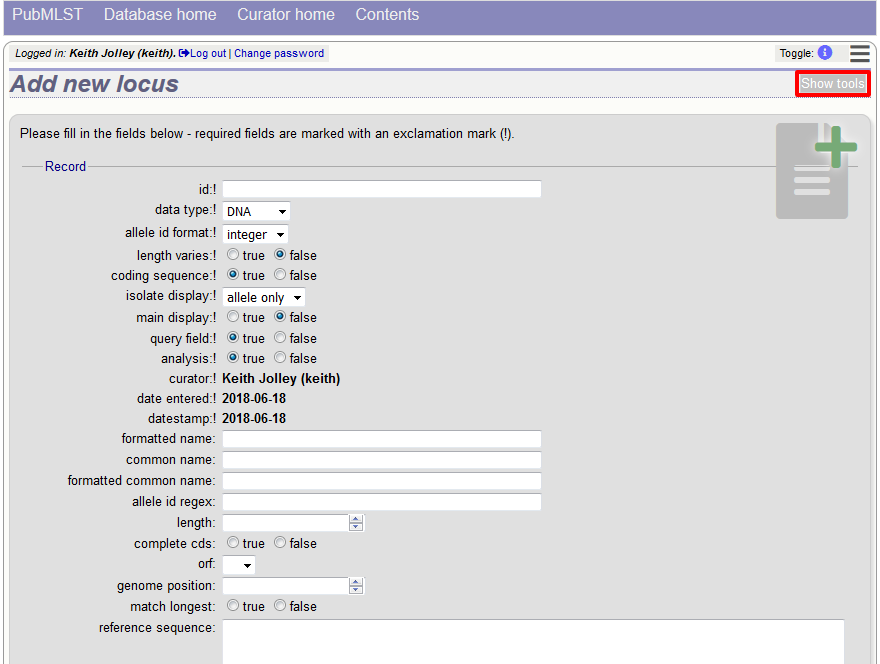 PubMLST Database home Curator home Contents
Logged in: Keith Jolley (keith). Log out | Change password Toggle: i
Add new locus Show tools
Please fill in the fields below - required fields are marked with an exclamation mark (!).
Record
id:!
data type:! DNA
allele id format:! integer
length varies:! true false
coding sequence:! true false
isolate display:! allele only
main display:! true false
query field:! true false
analysis:! true false
curator:! Keith Jolley (keith)
date entered:! 2018-06-18
datestamp:! 2018-06-18
formatted name:
common name:
formatted common name:
allele id regex:
length:
complete cds: true false
orf:
genome position:
match longest: true false
reference sequence: